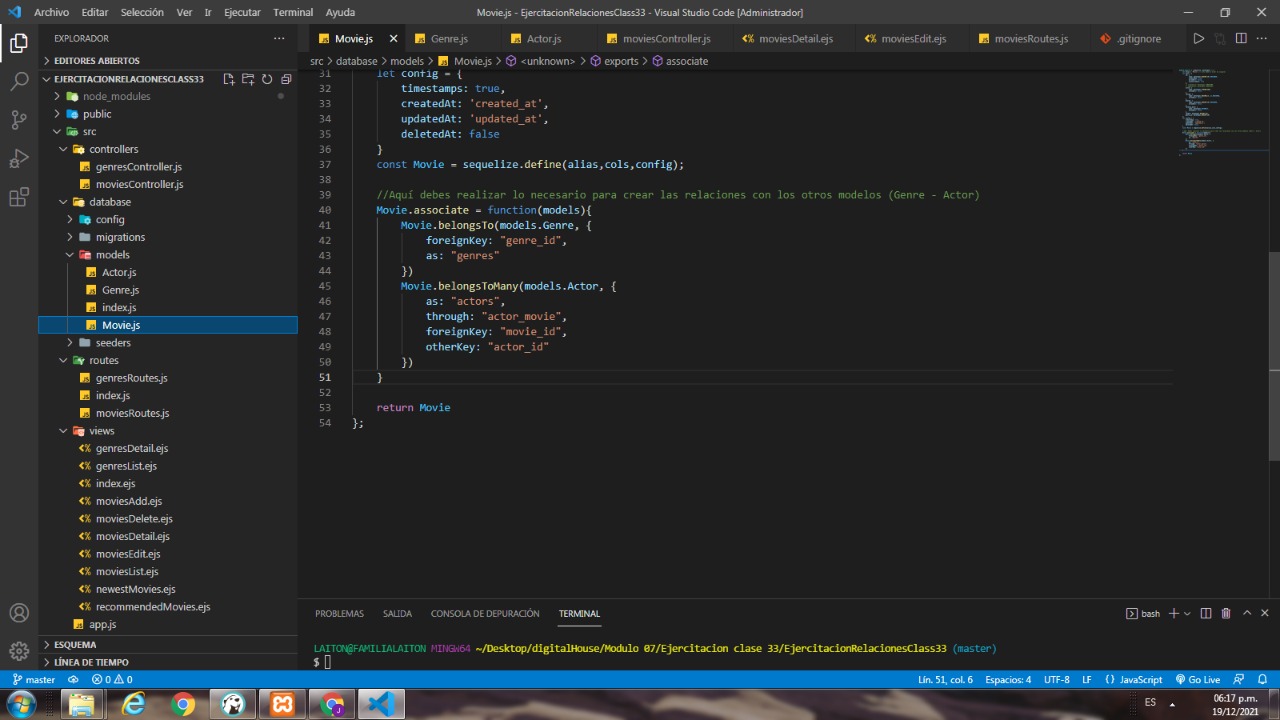 Archivo Editar Selección Ver Ir Ejecutar Terminal Ayuda
Movie.js - EjercitacionRelacionesClass33 - Visual Studio Code [Administrador]
EXPLORADOR
EDITORES ABIERTOS
EJERCITACIONRELACIONESCLASS33
node_modules
public
src
controllers
genresController.js
moviesController.js
database
config
migrations
models
Actor.js
Genre.js
index.js
Movie.js
seeders
routes
genresRoutes.js
index.js
moviesRoutes.js
views
genresDetail.ejs
genresList.ejs
index.ejs
moviesAdd.ejs
moviesDelete.ejs
moviesDetail.ejs
moviesEdit.ejs
moviesList.ejs
newestMovies.ejs
recommendedMovies.ejs
app.js
ESQUEMA
LÍNEA DE TIEMPO
Movie.js Genre.js Actor.js moviesController.js moviesDetail.ejs moviesEdit.ejs moviesRoutes.js .gitignore
src > database > models > Movie.js > <unknown> > exports > associate
31 let config = {
32 timestamps: true,
33 createdAt: 'created_at',
34 updatedAt: 'updated_at',
35 deletedAt: false
36 }
37 const Movie = sequelize.define(alias,cols,config);
38
39 //Aquí debes realizar lo necesario para crear las relaciones con los otros modelos (Genre - Actor)
40 Movie.associate = function(models){
41 Movie.belongsTo(models.Genre, {
42 foreignKey: "genre_id",
43 as: "genres"
44 })
45 Movie.belongsToMany(models.Actor, {
46 as: "actors",
47 through: "actor_movie",
48 foreignKey: "movie_id",
49 otherKey: "actor_id"
50 })
51 }
52
53 return Movie
54 };
PROBLEMAS SALIDA CONSOLA DE DEPURACIÓN TERMINAL
bash
LAITON@FAMILIALAITON MINGW64 ~/Desktop/digitalHouse/Modulo 07/Ejercitacion clase 33/EjercitacionRelacionesClass33 (master)
$
master 0 0
Lín. 51, col. 6 Espacios: 4 UTF-8 LF {} JavaScript Go Live
ES
06:17 p.m.
19/12/2021